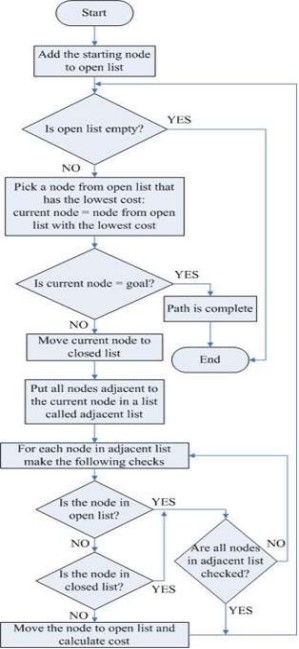 Start
Add the starting node
to open list
Is open list empty?
YES
NO
Pick a node from open list that
has the lowest cost:
current node = node from open
list with the lowest cost
Is current node = goal?
YES
NO
Path is complete
Move current node to
closed list
End
Put all nodes adjacent to
the current node in a list
called adjacent list
For each node in adjacent list
make the following checks
Is the node in
open list?
YES
NO
Are all nodes
in adjacent list
checked?
NO
Is the node in
closed list?
YES
NO
YES
Move the node to open list and
calculate cost